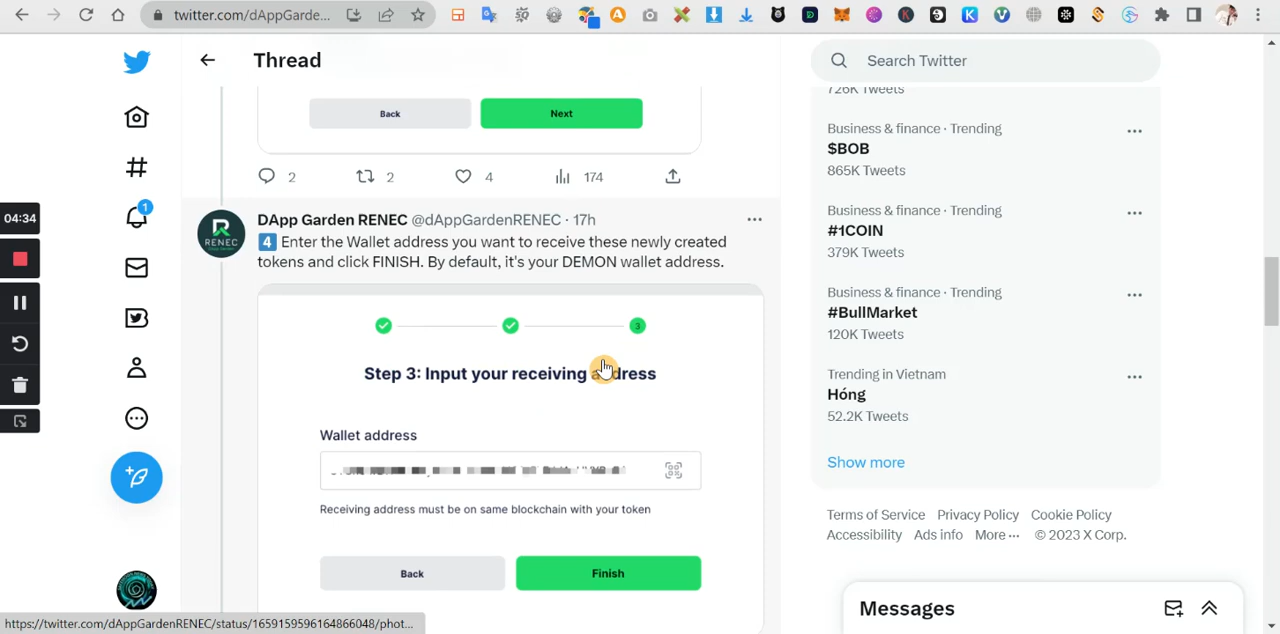 twitter.com/dAppGarde...
Thread
Search Twitter
Back
Next
726K Tweets
Business & finance · Trending
$BOB
865K Tweets
2
2
4
174
Business & finance · Trending
#1COIN
379K Tweets
04:34
1
DApp Garden RENEC @dAppGardenRENEC · 17h
4 Enter the Wallet address you want to receive these newly created
tokens and click FINISH. By default, it's your DEMON wallet address.
RENEC
Business & finance · Trending
#BullMarket
120K Tweets
3
Step 3: Input your receiving address
Trending in Vietnam
Hóng
52.2K Tweets
Wallet address
Show more
Receiving address must be on same blockchain with your token
Terms of Service Privacy Policy Cookie Policy
Accessibility Ads info More ··· © 2023 X Corp.
Back
Finish
Messages
https://twitter.com/dAppGardenRENEC/status/1659159596164866048/phot...